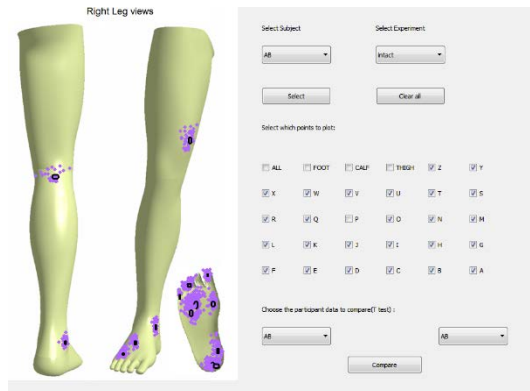 Right Leg views
Select Subject Select Experiment
AB Intact
Select Clear all
Select which points to plot:
ALL FOOT CALF THIGH Z Y
X W V U T S
R Q P O N M
L K J I H G
F E D C B A
Choose the participant data to compare(T test) :
AB AB
Compare